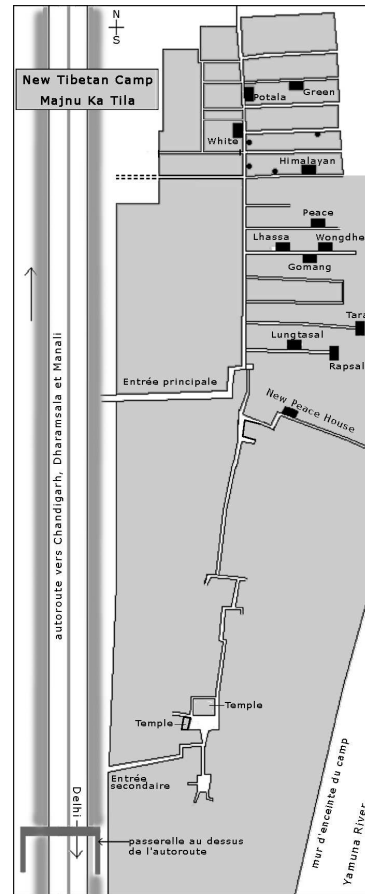 N
S
New Tibetan Camp
Majnu Ka Tila
Potala
Green
White
Himalayan
Peace
Lhassa
Wongdhe
Gomang
Tara
Lungtasal
Rapsal
Entrée principale
New Peace House
autoroute vers Chandigarh, Dharamsala et Manali
Temple
Temple
Entrée
secondaire
Delhi
passerelle au dessus
de l'autoroute
mur d'enceinte du camp
Yamuna River